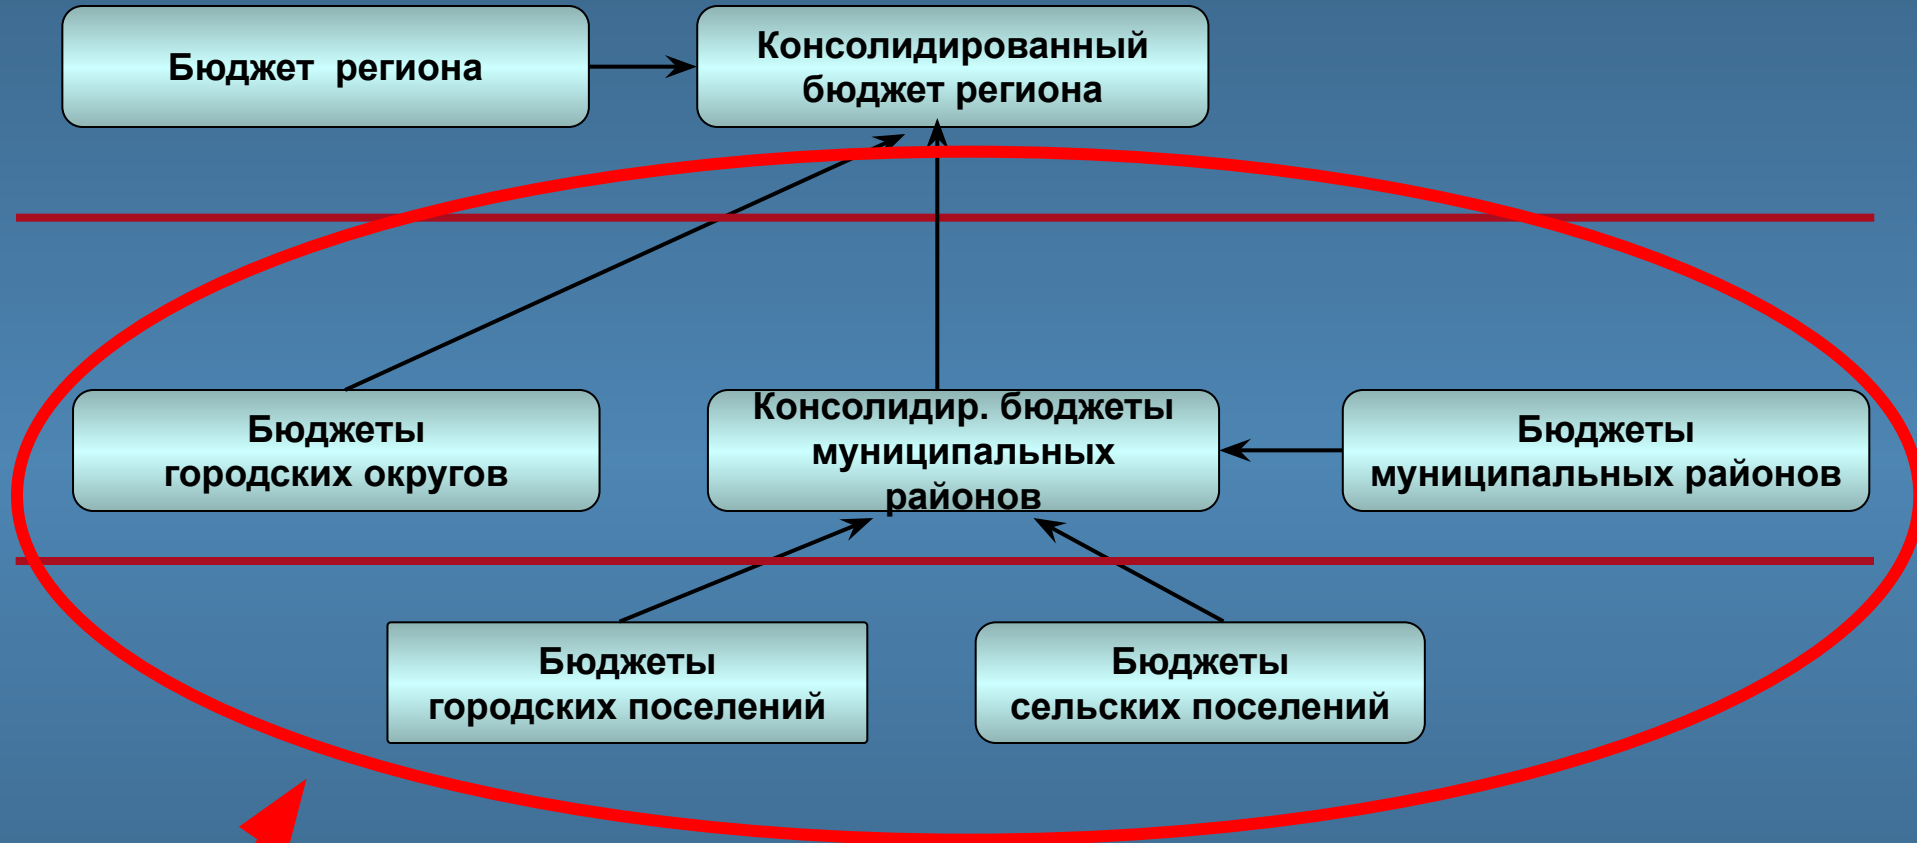 Бюджет региона
Консолидированный
бюджет региона
Бюджеты
городских округов
Консолидир. бюджеты
муниципальных
районов
Бюджеты
муниципальных районов
Бюджеты
городских поселений
Бюджеты
сельских поселений